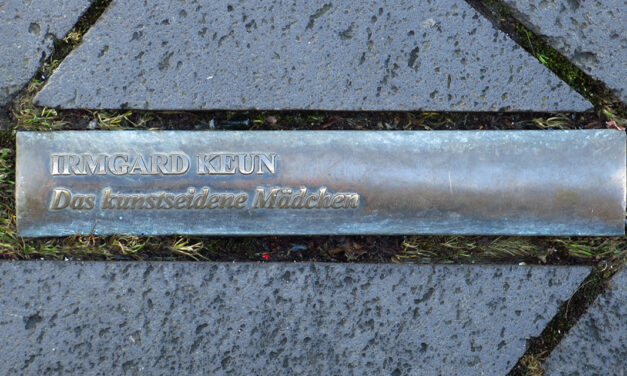 IRMGARD KEUN
Das kunstseidene Mädchen